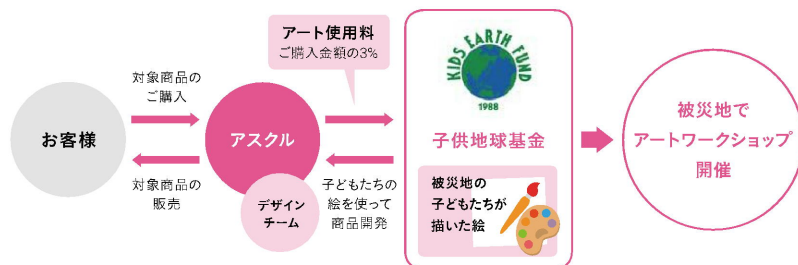 お客様
対象商品の
ご購入
対象商品の
販売
アスクル
デザイン
チーム
アート使用料
ご購入金額の3%
子どもたちの
絵を使って
商品開発
KIDS EARTH FUND
1988
子供地球基金
被災地の
子どもたちが
描いた絵
被災地で
アートワークショップ
開催